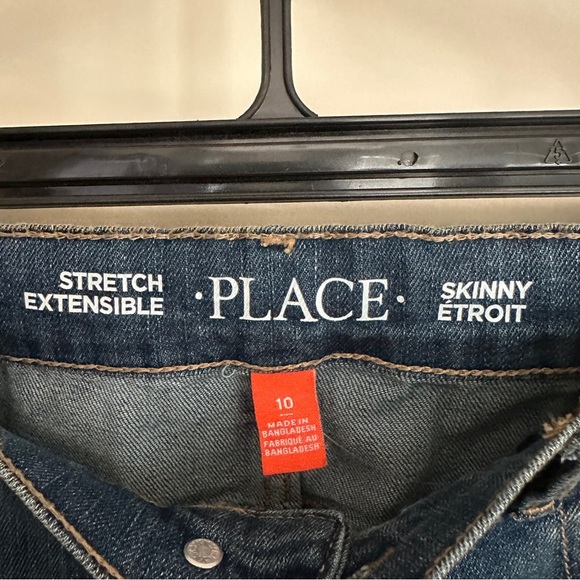 STRETCH
EXTENSIBLE
·PLACE·
SKINNY
ÉTROIT
10
MADE IN
BANGLADESH
FABRIQUÉ AU
BANGLADESH